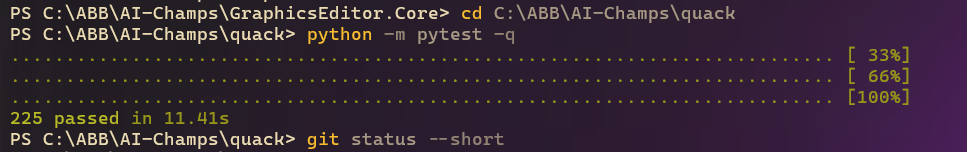 PS C:\ABB\AI-Champs\GraphicsEditor.Core> cd C:\ABB\AI-Champs\quack
PS C:\ABB\AI-Champs\quack> python -m pytest -q
........................................................................... [ 33%]
........................................................................... [ 66%]
........................................................................... [100%]
225 passed in 11.41s
PS C:\ABB\AI-Champs\quack> git status --short